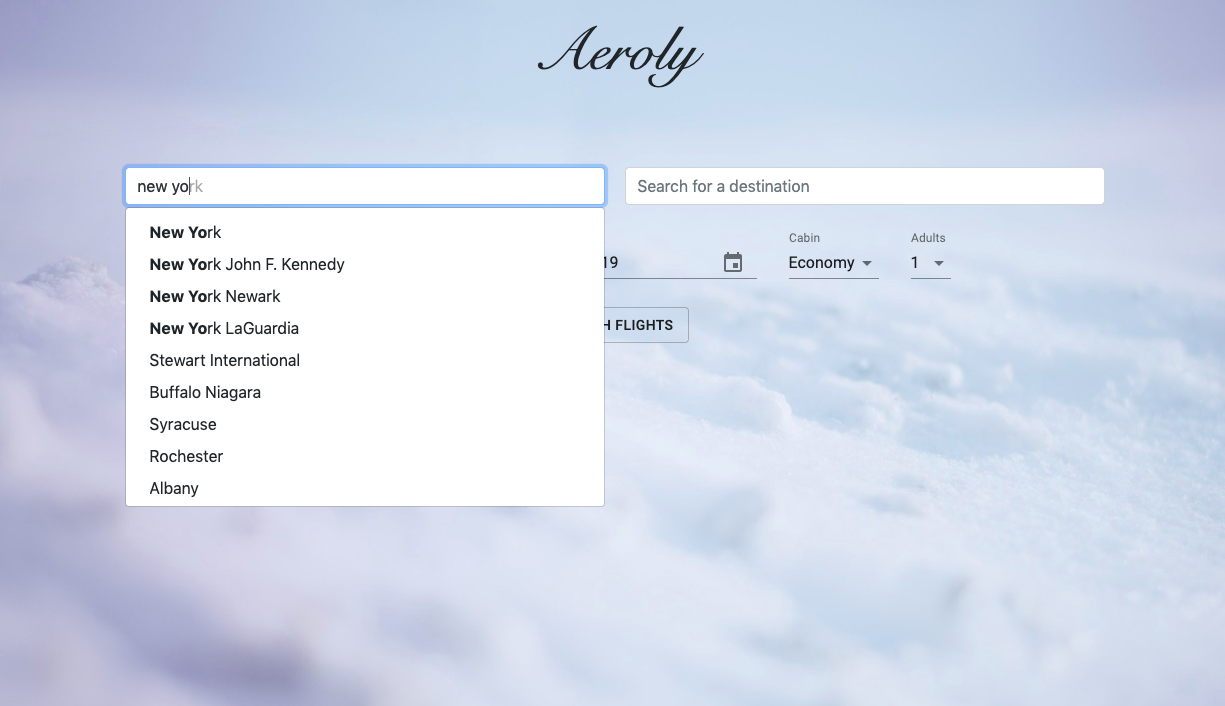 Aeroly
new york
Search for a destination
New York
New York John F. Kennedy
New York Newark
New York LaGuardia
Stewart International
Buffalo Niagara
Syracuse
Rochester
Albany
19
Cabin
Economy
Adults
1
H FLIGHTS